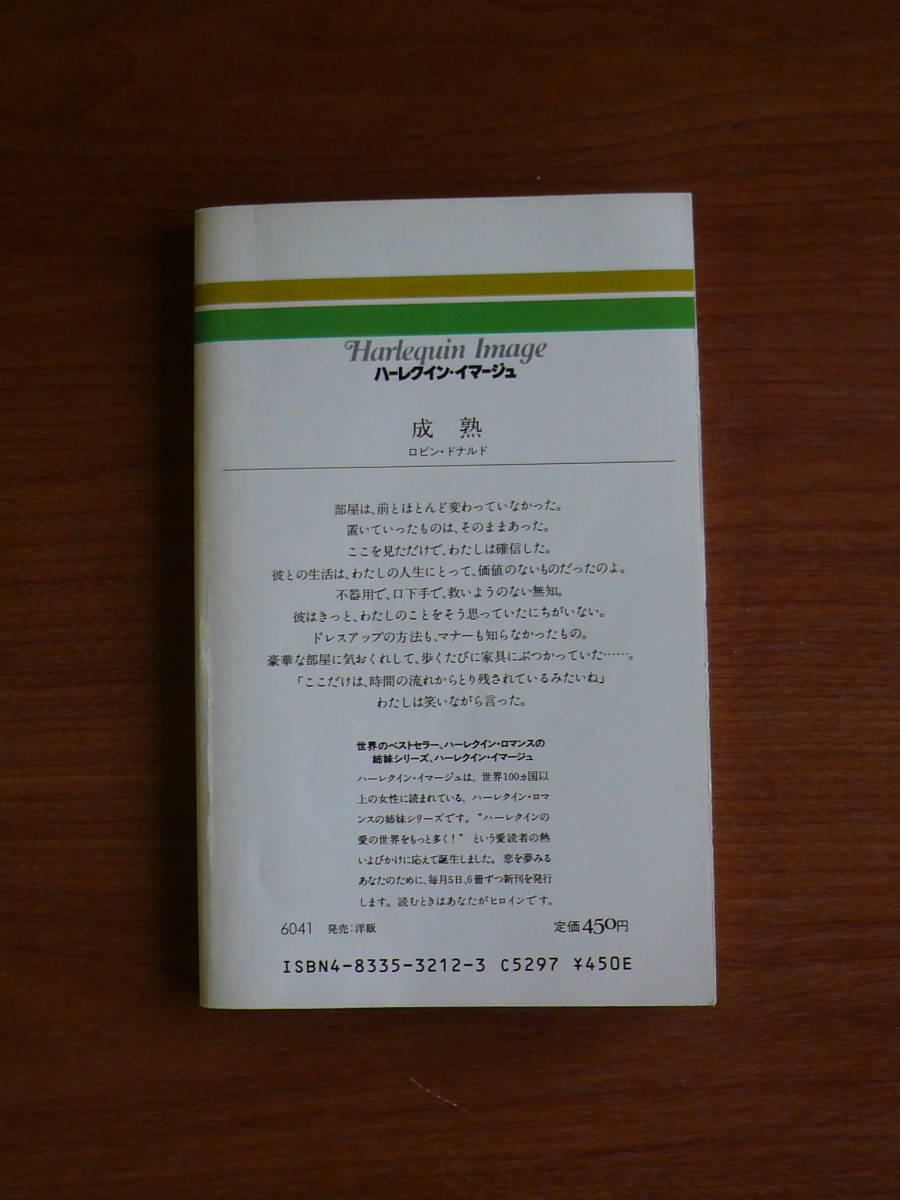 Harlequin Image
ハーレクイン・イマージュ
成熟
ロビン・ドナルド
部屋は、前とほとんど変わっていなかった。
置いていったものは、そのままあった。
ここを見ただけで、わたしは確信した。
彼との生活は、わたしの人生にとって、価値のないものだったのよ。
不器用で、口下手で、救いようのない無知。
彼はきっと、わたしのことをそう思っていたにちがいない。
ドレスアップの方法も、マナーも知らなかったもの。
豪華な部屋に気おくれして、歩くたびに家具にぶつかっていた……。
「ここだけは、時間の流れからとり残されているみたいね」
わたしは笑いながら言った。
世界のベストセラー、ハーレクイン・ロマンスの
姉妹シリーズ、ハーレクイン・イマージュ
ハーレクイン・イマージュは、世界100ヵ国以
上の女性に読まれている、ハーレクイン・ロマ
ンスの姉妹シリーズです。"ハーレクインの
愛の世界をもっと多く！"という愛読者の熱
いよびかけに応えて誕生しました。恋を夢みる
あなたのために、毎月5日、6冊ずつ新刊を発行
します。読むときはあなたがヒロインです。
6041 発売：洋販 定価450円
ISBN4-8335-3212-3 C5297 ¥450E